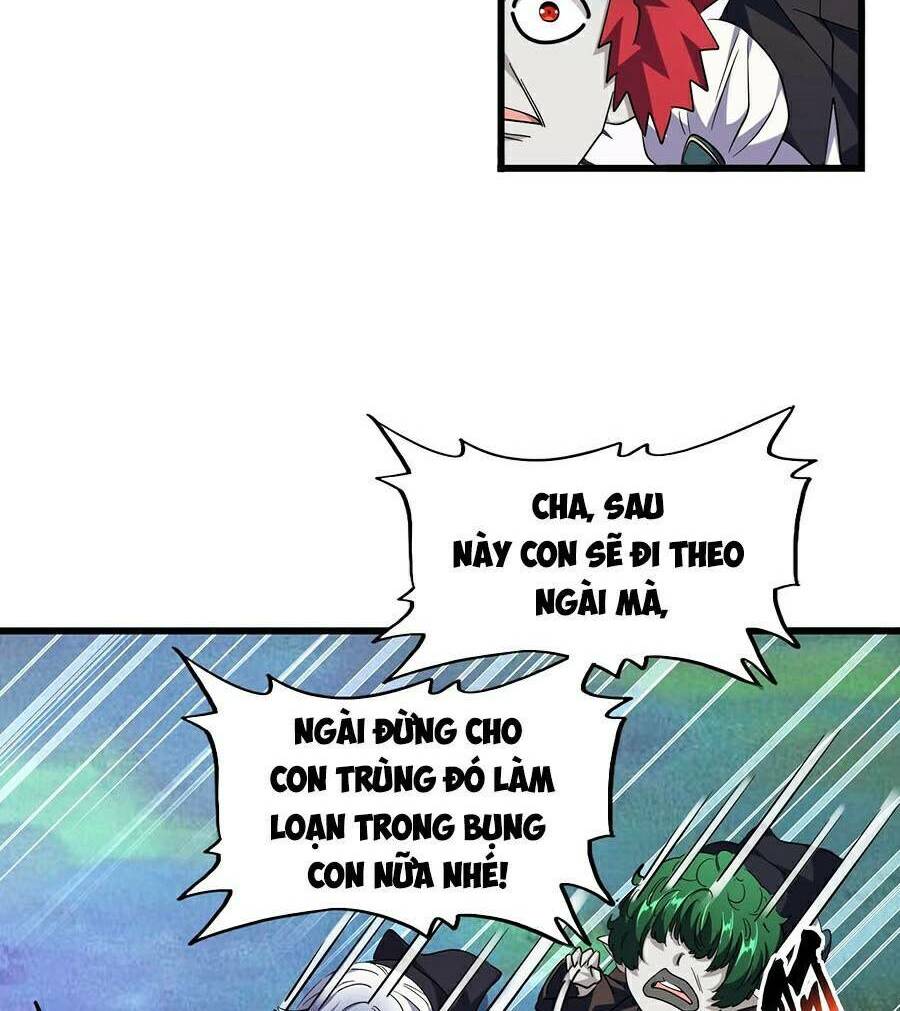 CHA, SAU
NÀY CON SẼ ĐI THEO
NGÀI MÀ,
NGÀI ĐỪNG CHO
CON TRÙNG ĐÓ LÀM
LOẠN TRONG BỤNG
CON NỮA NHÉ!